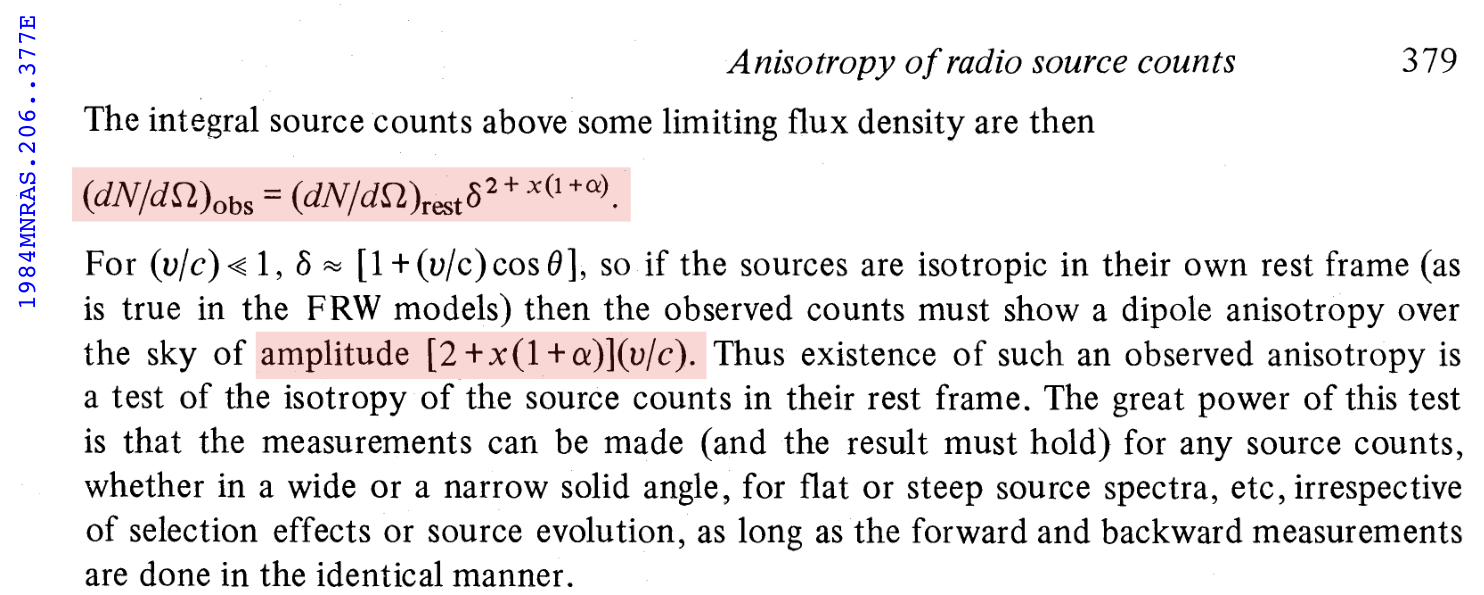 1984MNRAS.206..377E
Anisotropy of radio source counts 379
The integral source counts above some limiting flux density are then
(dN/dΩ)obs = (dN/dΩ)rest δ^2 + x(1 + α).
For (v/c) ≪ 1, δ ≈ [1 + (v/c) cos θ], so if the sources are isotropic in their own rest frame (as
is true in the FRW models) then the observed counts must show a dipole anisotropy over
the sky of amplitude [2 + x(1 + α)](v/c). Thus existence of such an observed anisotropy is
a test of the isotropy of the source counts in their rest frame. The great power of this test
is that the measurements can be made (and the result must hold) for any source counts,
whether in a wide or a narrow solid angle, for flat or steep source spectra, etc, irrespective
of selection effects or source evolution, as long as the forward and backward measurements
are done in the identical manner.